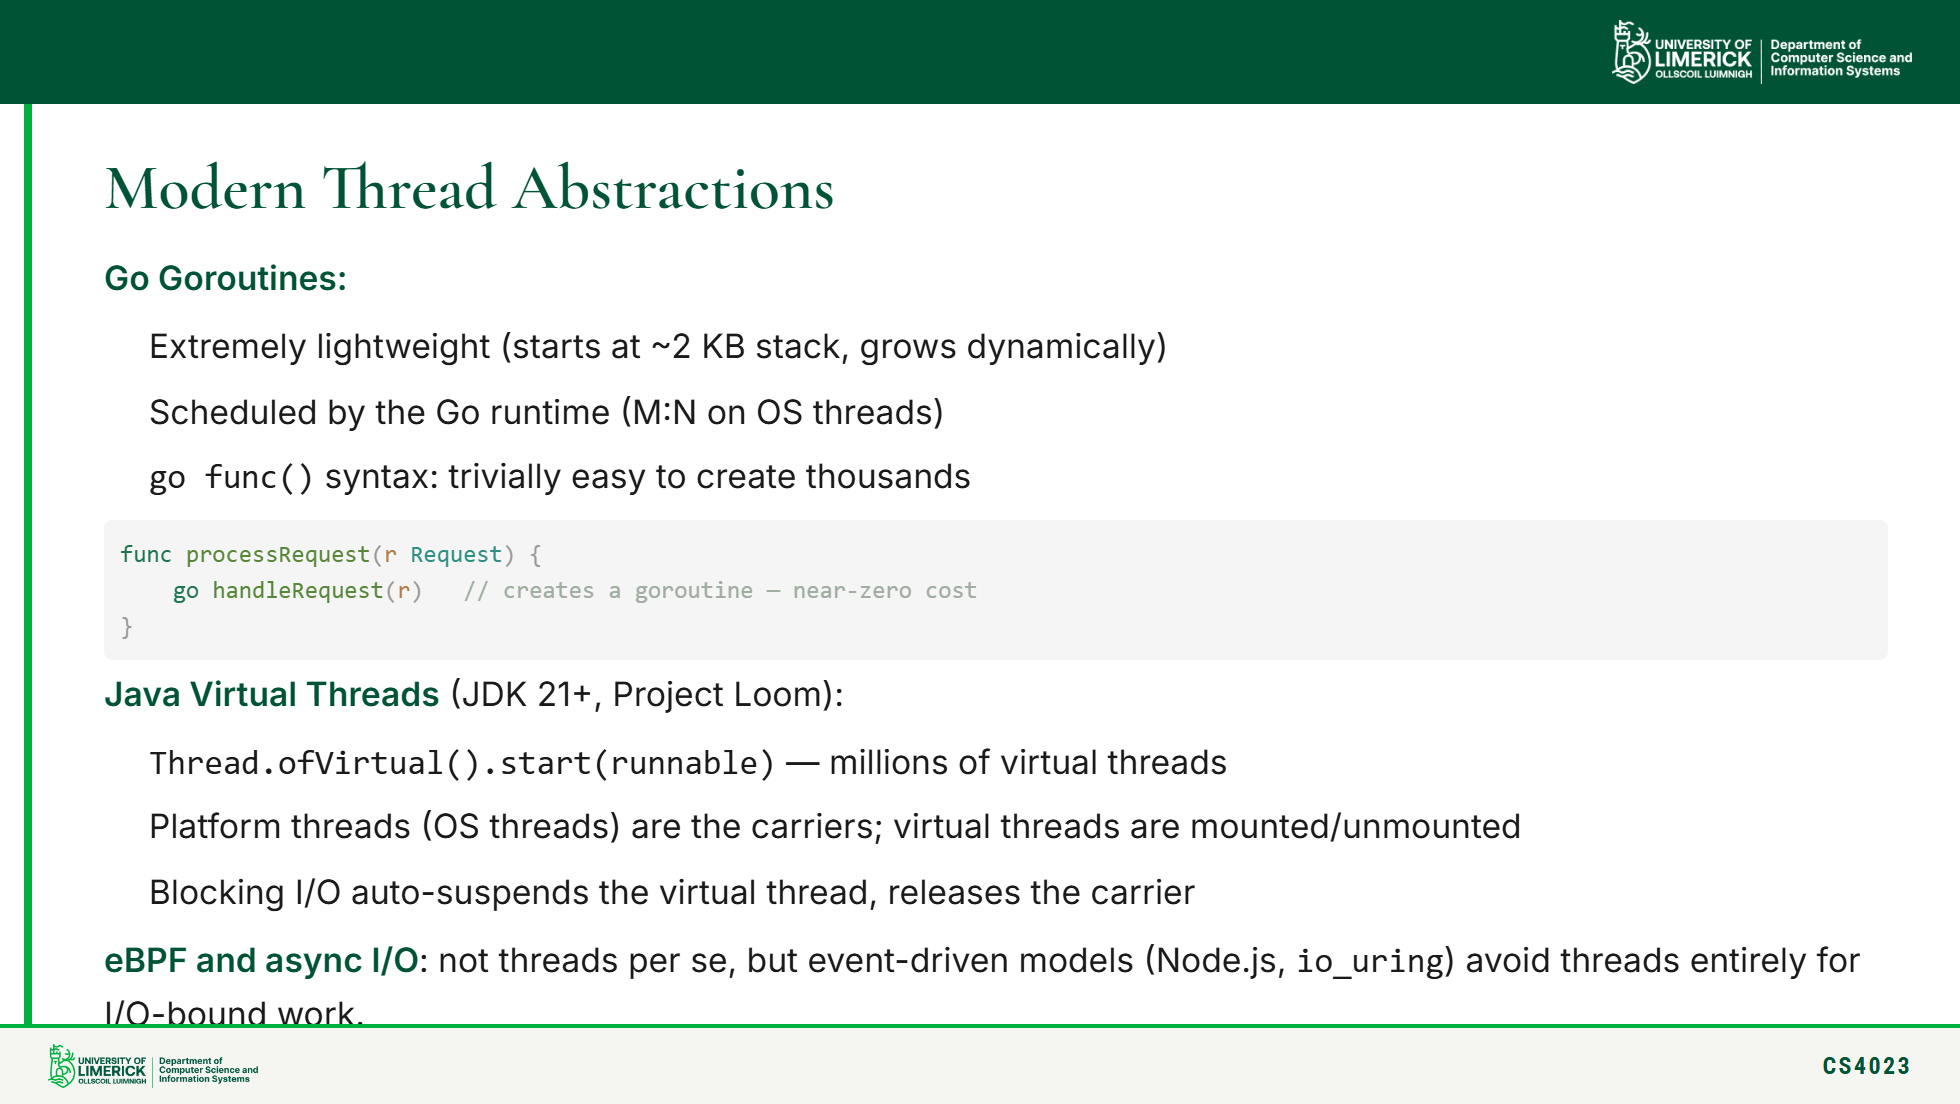 UNIVERSITY OF
LIMERICK
OLLSCOIL LUIMNIGH
Department of
Computer Science and
Information Systems
Modern Thread Abstractions
Go Goroutines:
Extremely lightweight (starts at ~2 KB stack, grows dynamically)
Scheduled by the Go runtime (M:N on OS threads)
go func() syntax: trivially easy to create thousands
func processRequest(r Request) {
    go handleRequest(r)   // creates a goroutine — near-zero cost
}
Java Virtual Threads (JDK 21+, Project Loom):
Thread.ofVirtual().start(runnable) — millions of virtual threads
Platform threads (OS threads) are the carriers; virtual threads are mounted/unmounted
Blocking I/O auto-suspends the virtual thread, releases the carrier
eBPF and async I/O: not threads per se, but event-driven models (Node.js, io_uring) avoid threads entirely for
I/O-bound work.
UNIVERSITY OF
LIMERICK
OLLSCOIL LUIMNIGH
Department of
Computer Science and
Information Systems
CS4023